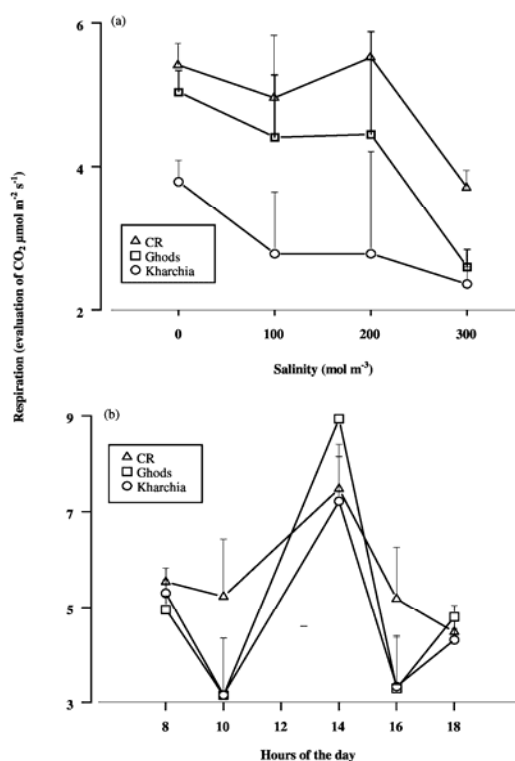 Respiration (evaluation of CO₂ μmol m⁻² s⁻¹)
(a)
6
4
2
CR
Ghods
Kharchia
0 100 200 300
Salinity (mol m⁻³)
(b)
9
7
5
3
CR
Ghods
Kharchia
8 10 12 14 16 18
Hours of the day